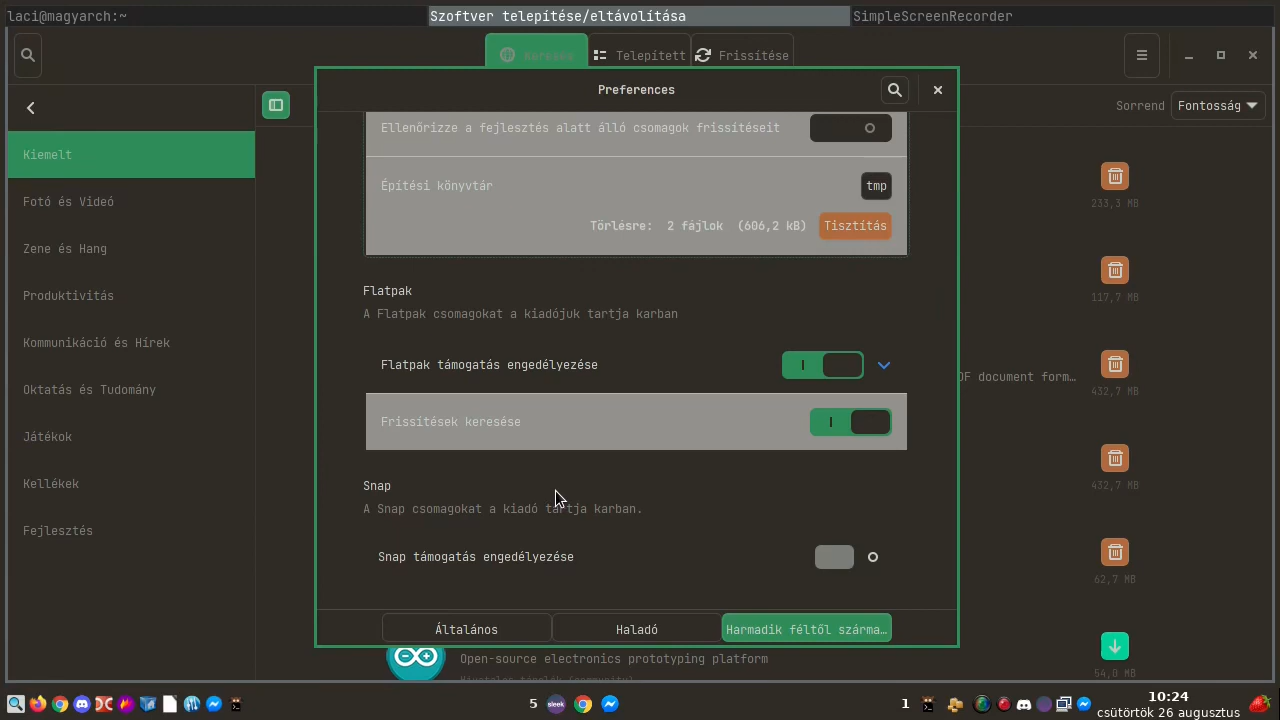 laci@magyarch:~
Szoftver telepítése/eltávolítása
SimpleScreenRecorder
Keresés
Telepített
Frissítése
Preferences
Sorrend
Fontosság
Kiemelt
Fotó és Videó
Zene és Hang
Produktivitás
Kommunikáció és Hírek
Oktatás és Tudomány
Játékok
Kellékek
Fejlesztés
Ellenőrizze a fejlesztés alatt álló csomagok frissítéseit
Építési könyvtár
tmp
Törlésre: 2 fájlok (606,2 kB)
Tisztítás
Flatpak
A Flatpak csomagokat a kiadójuk tartja karban
Flatpak támogatás engedélyezése
Frissítések keresése
Snap
A Snap csomagokat a kiadó tartja karban.
Snap támogatás engedélyezése
Általános
Haladó
Harmadik féltől szárma…
233,3 MB
117,7 MB
DF document form…
432,7 MB
432,7 MB
62,7 MB
54,0 MB
Open-source electronics prototyping platform
Hivatalos tárolók (community)
5
sleek
1
10:24
csütörtök 26 augusztus